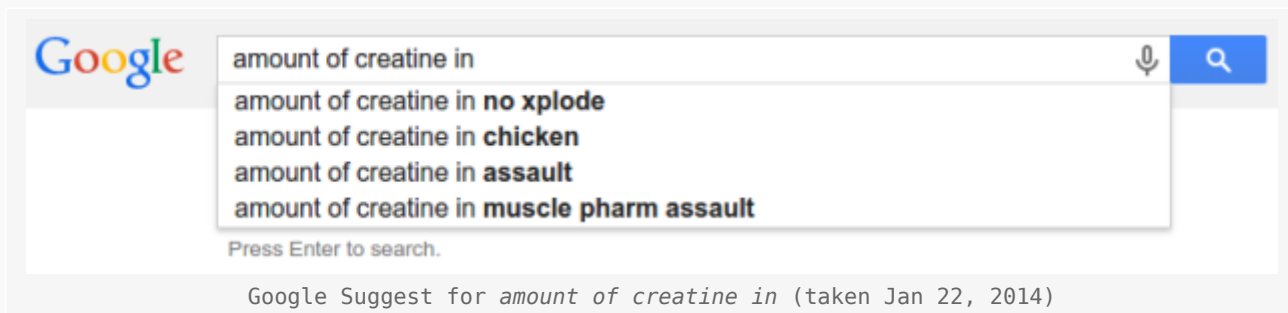 Google
amount of creatine in
amount of creatine in no xplode
amount of creatine in chicken
amount of creatine in assault
amount of creatine in muscle pharm assault
Press Enter to search.
Google Suggest for amount of creatine in (taken Jan 22, 2014)